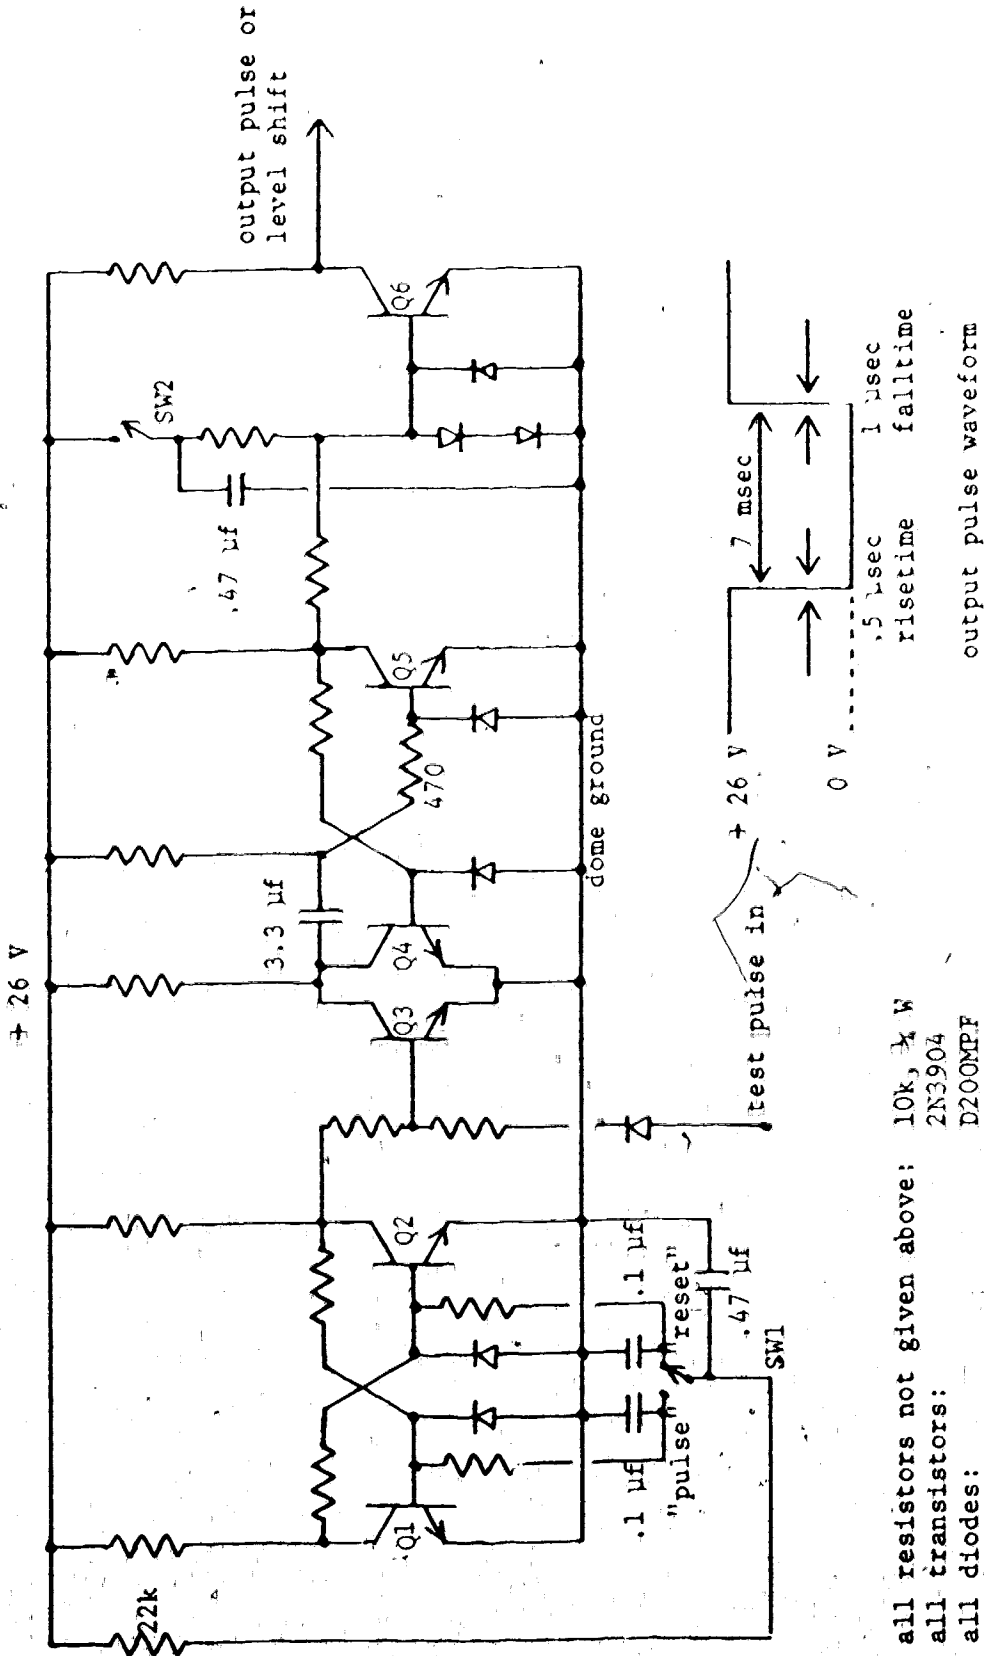 + 26 V
22k
Q1
Q2
Q3
Q4
Q5
Q6
3.3 µf
470
.47 µf
SW2
output pulse or
level shift
dome ground
.1 µf
.1 µf
"pulse"
"reset"
.47 µf
SW1
test pulse in
+ 26 V
0 V
7 msec
.5 µsec
risetime
1 µsec
falltime
output pulse waveform
all resistors not given above: 10k, ¼ W
all transistors: 2N3904
all diodes: D200MPF